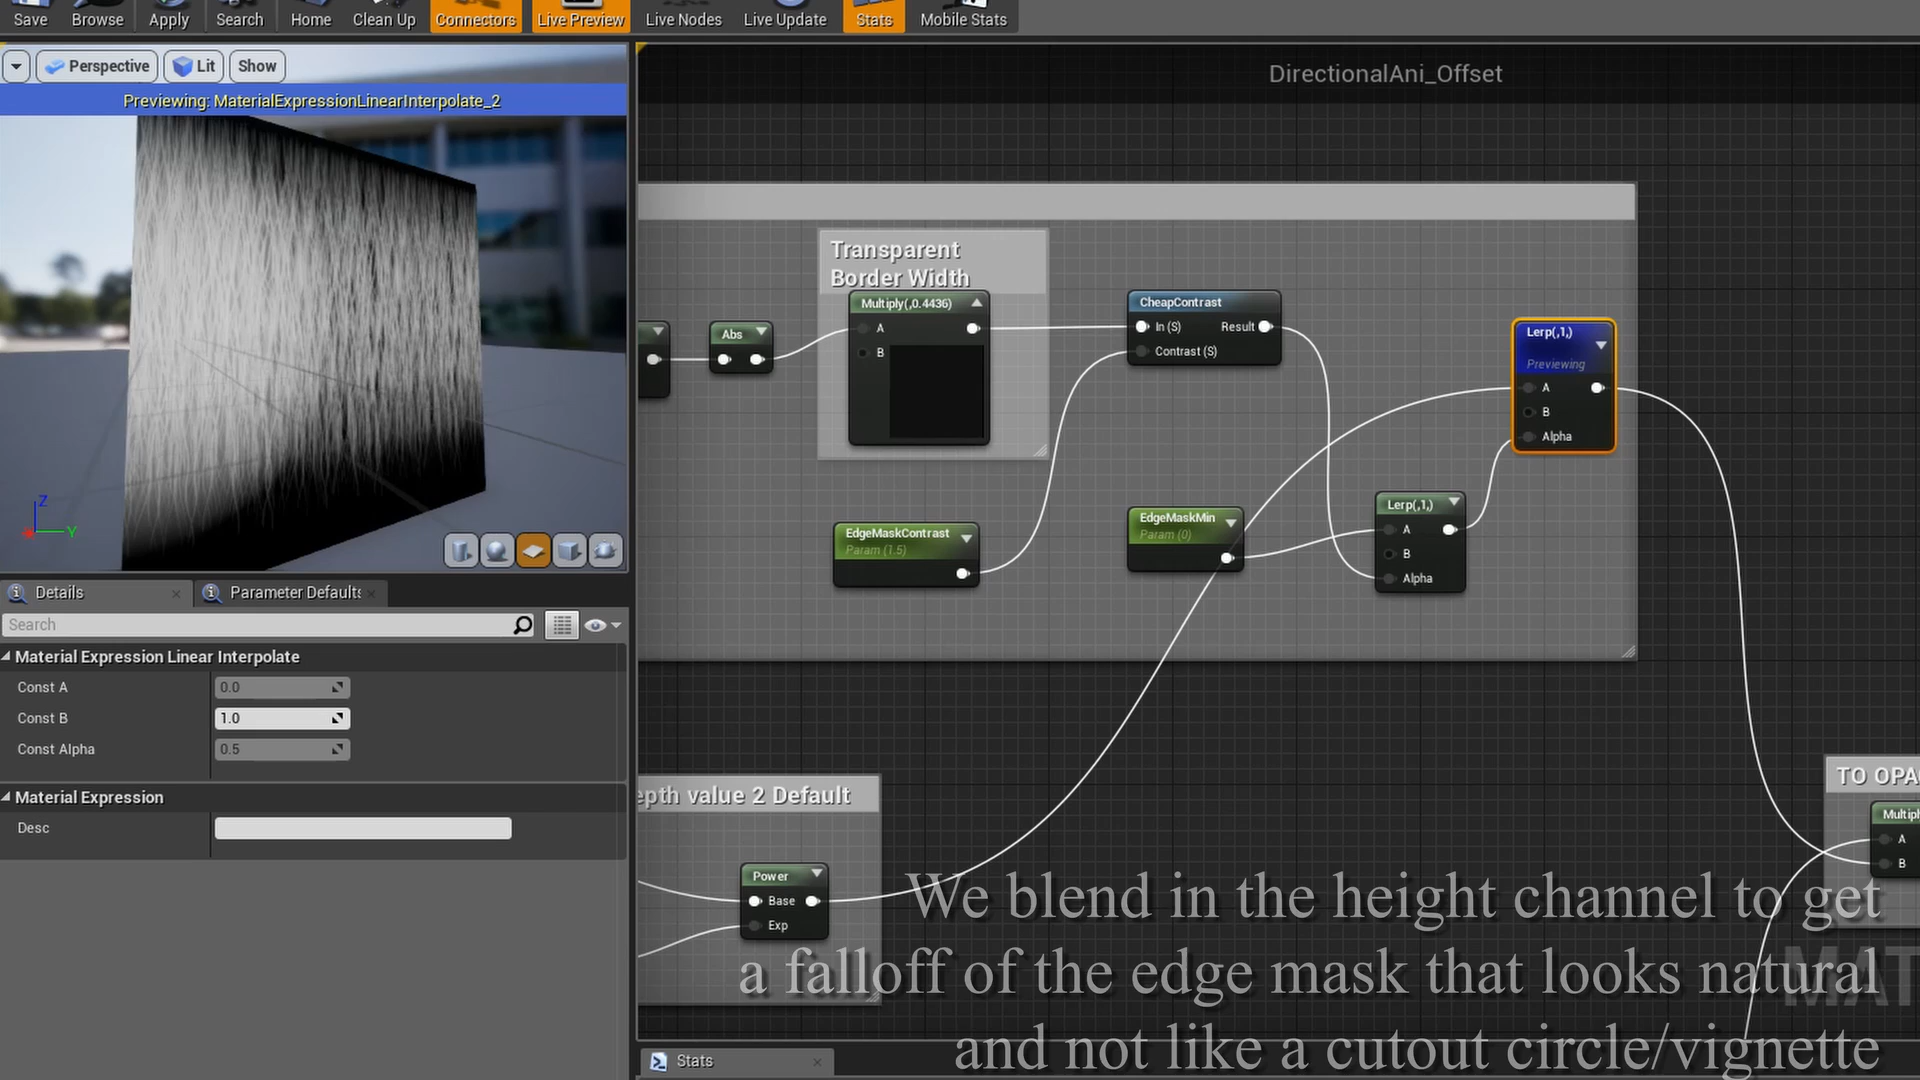 Save Browse Apply Search Home Clean Up Connectors Live Preview Live Nodes Live Update Stats Mobile Stats
Perspective Lit Show
Previewing: MaterialExpressionLinearInterpolate_2
Z
Y
Details Parameter Defaults
Search
Material Expression Linear Interpolate
Const A 0.0
Const B 1.0
Const Alpha 0.5
Material Expression
Desc
DirectionalAni_Offset
Transparent
Border Width
Multiply(,0.4436)
A
B
Abs
CheapContrast
In (S) Result
Contrast (S)
Lerp(,1,)
Previewing
A
B
Alpha
EdgeMaskContrast
Param (1.5)
EdgeMaskMin
Param (0)
Lerp(,1,)
A
B
Alpha
epth value 2 Default
Power
Base
Exp
TO OPA
Multipl
A
B
We blend in the height channel to get
a falloff of the edge mask that looks natural
and not like a cutout circle/vignette
MAT
Stats